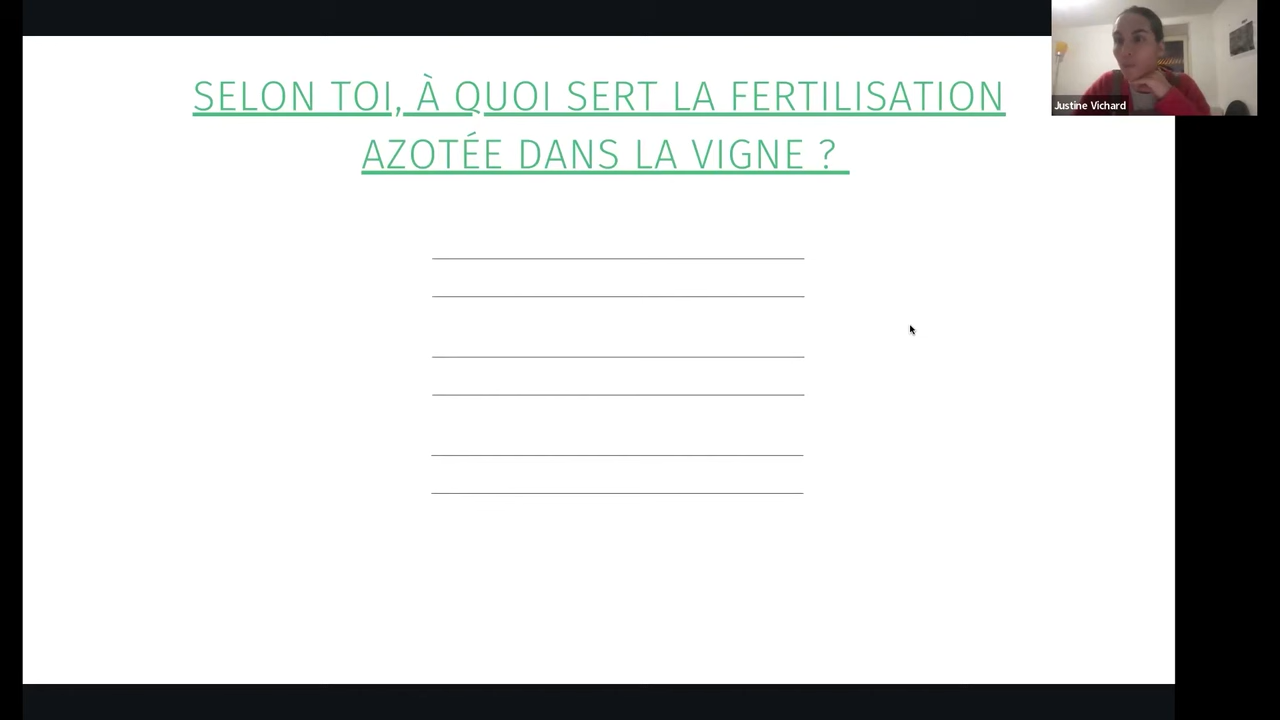 SELON TOI, À QUOI SERT LA FERTILISATION
AZOTÉE DANS LA VIGNE ?
Justine Vichard